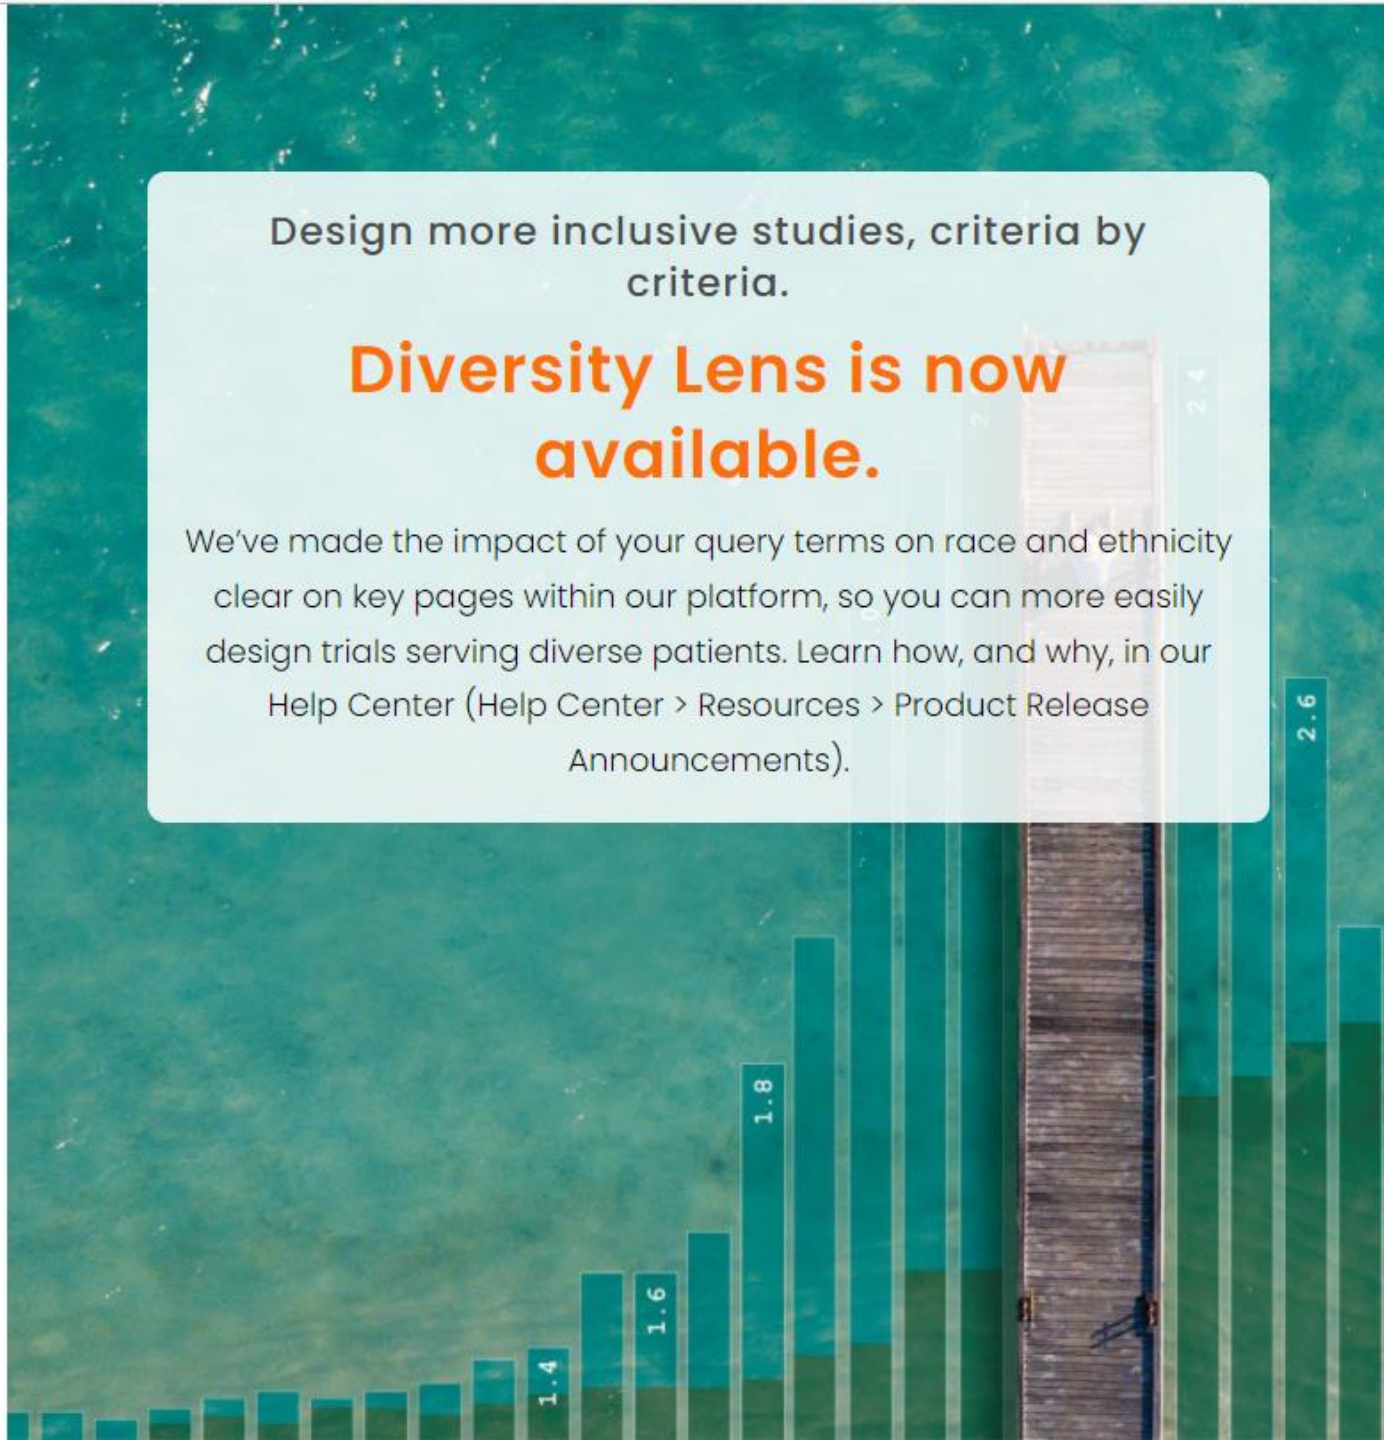 Design more inclusive studies, criteria by
criteria.
Diversity Lens is now
available.
We’ve made the impact of your query terms on race and ethnicity
clear on key pages within our platform, so you can more easily
design trials serving diverse patients. Learn how, and why, in our
Help Center (Help Center > Resources > Product Release
Announcements).
1.4
1.6
1.8
2.4
2.6